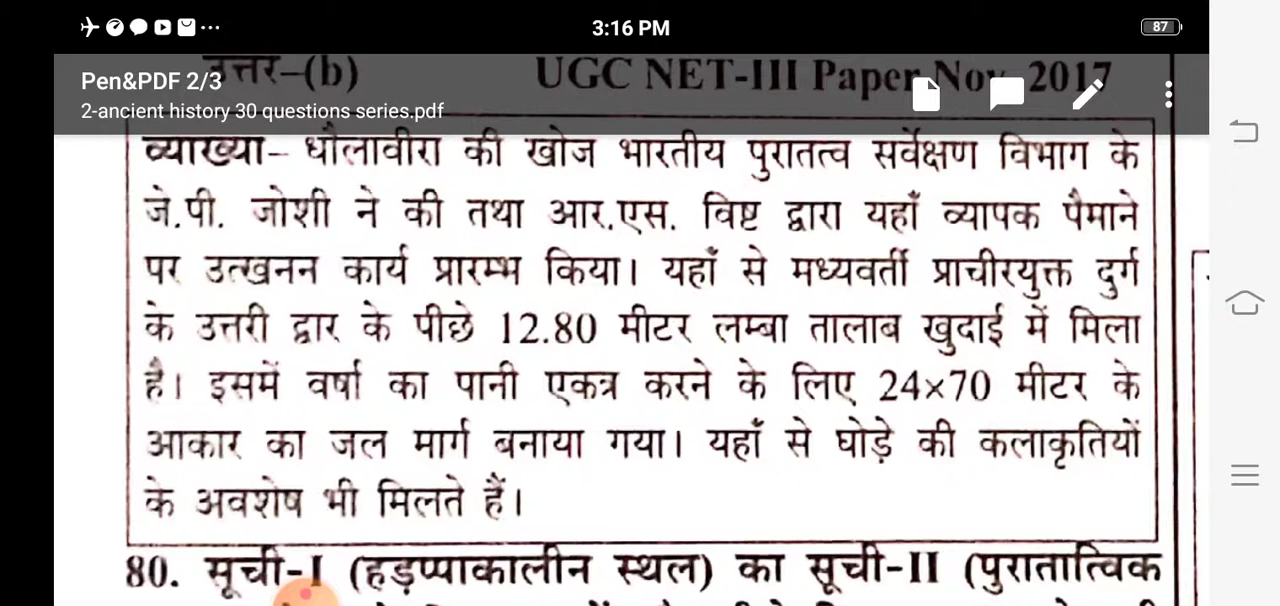 3:16 PM
87
उत्तर–(b) UGC NET-III Paper Nov. 2017
Pen&PDF 2/3
2-ancient history 30 questions series.pdf
व्याख्या– धौलावीरा की खोज भारतीय पुरातत्व सर्वेक्षण विभाग के
जे.पी. जोशी ने की तथा आर.एस. विष्ट द्वारा यहाँ व्यापक पैमाने
पर उत्खनन कार्य प्रारम्भ किया। यहाँ से मध्यवर्ती प्राचीरयुक्त दुर्ग
के उत्तरी द्वार के पीछे 12.80 मीटर लम्बा तालाब खुदाई में मिला
है। इसमें वर्षा का पानी एकत्र करने के लिए 24×70 मीटर के
आकार का जल मार्ग बनाया गया। यहाँ से घोड़े की कलाकृतियों
के अवशेष भी मिलते हैं।
80. सूची-I (हड़प्पाकालीन स्थल) का सूची-II (पुरातात्विक